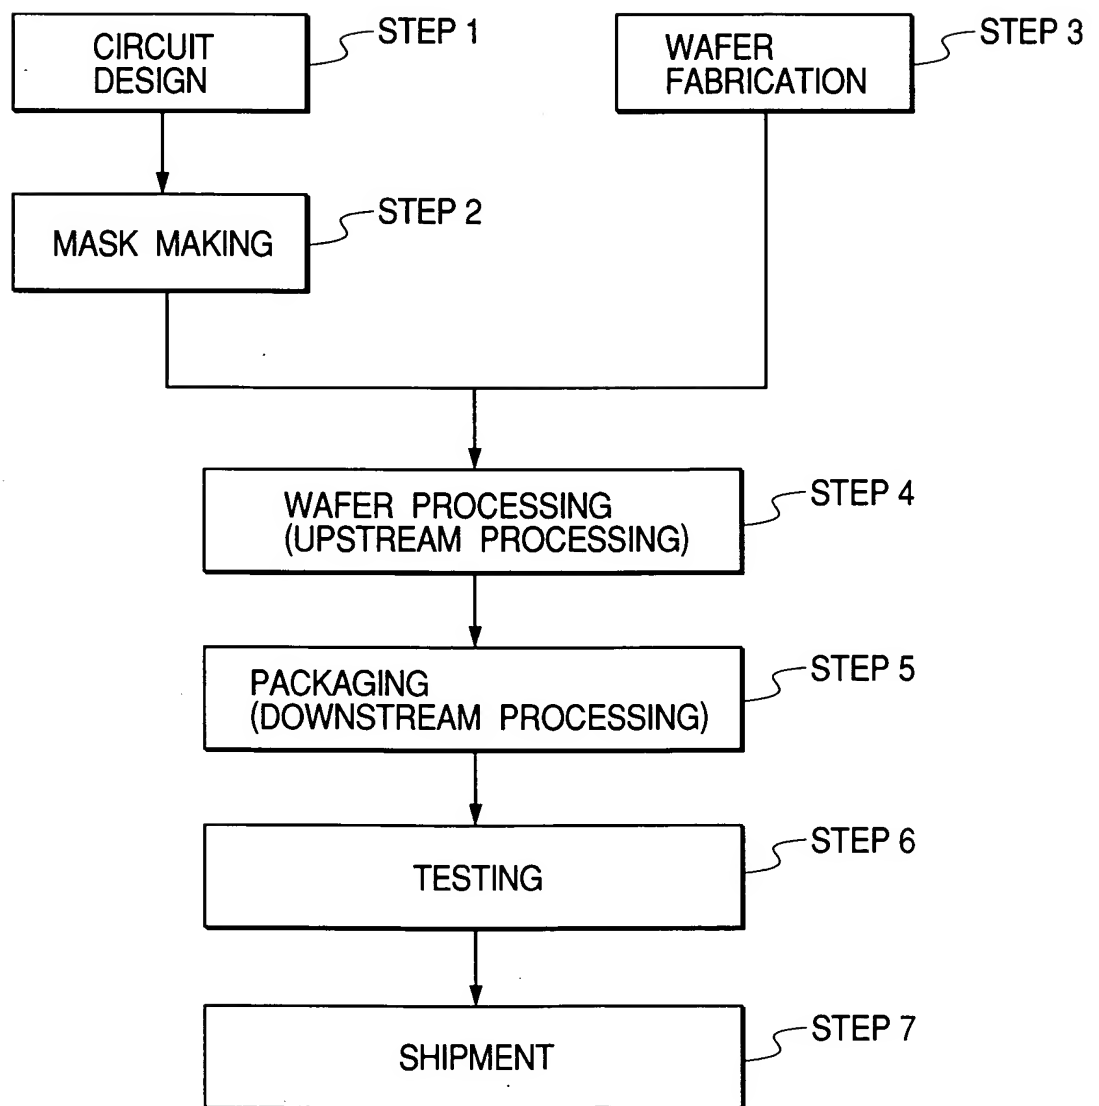 CIRCUIT
DESIGN
STEP 1
WAFER
FABRICATION
STEP 3
MASK MAKING
STEP 2
WAFER PROCESSING
(UPSTREAM PROCESSING)
STEP 4
PACKAGING
(DOWNSTREAM PROCESSING)
STEP 5
TESTING
STEP 6
SHIPMENT
STEP 7